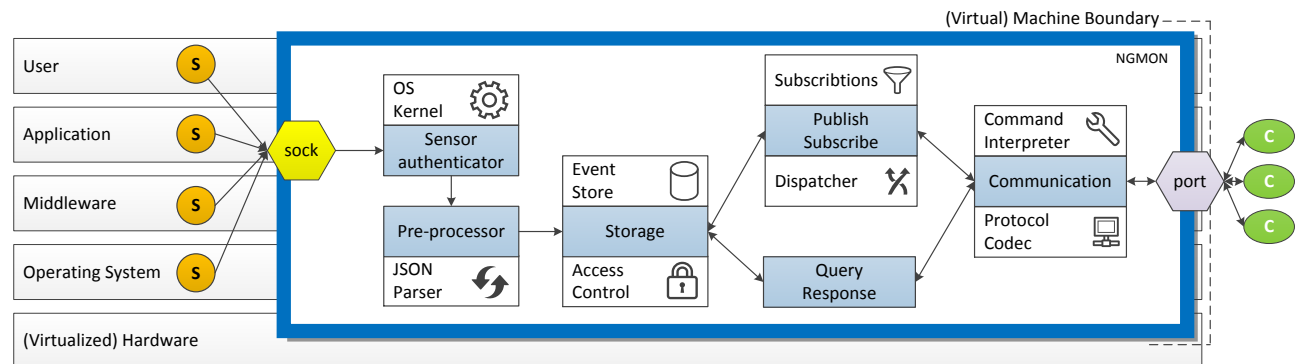 (Virtual) Machine Boundary
NGMON
User
S
Application
S
Middleware
S
Operating System
S
(Virtualized) Hardware
sock
OS
Kernel
Sensor
authenticator
Pre-processor
JSON
Parser
Event
Store
Storage
Access
Control
Subscribtions
Publish
Subscribe
Dispatcher
Query
Response
Command
Interpreter
Communication
Protocol
Codec
port
C
C
C